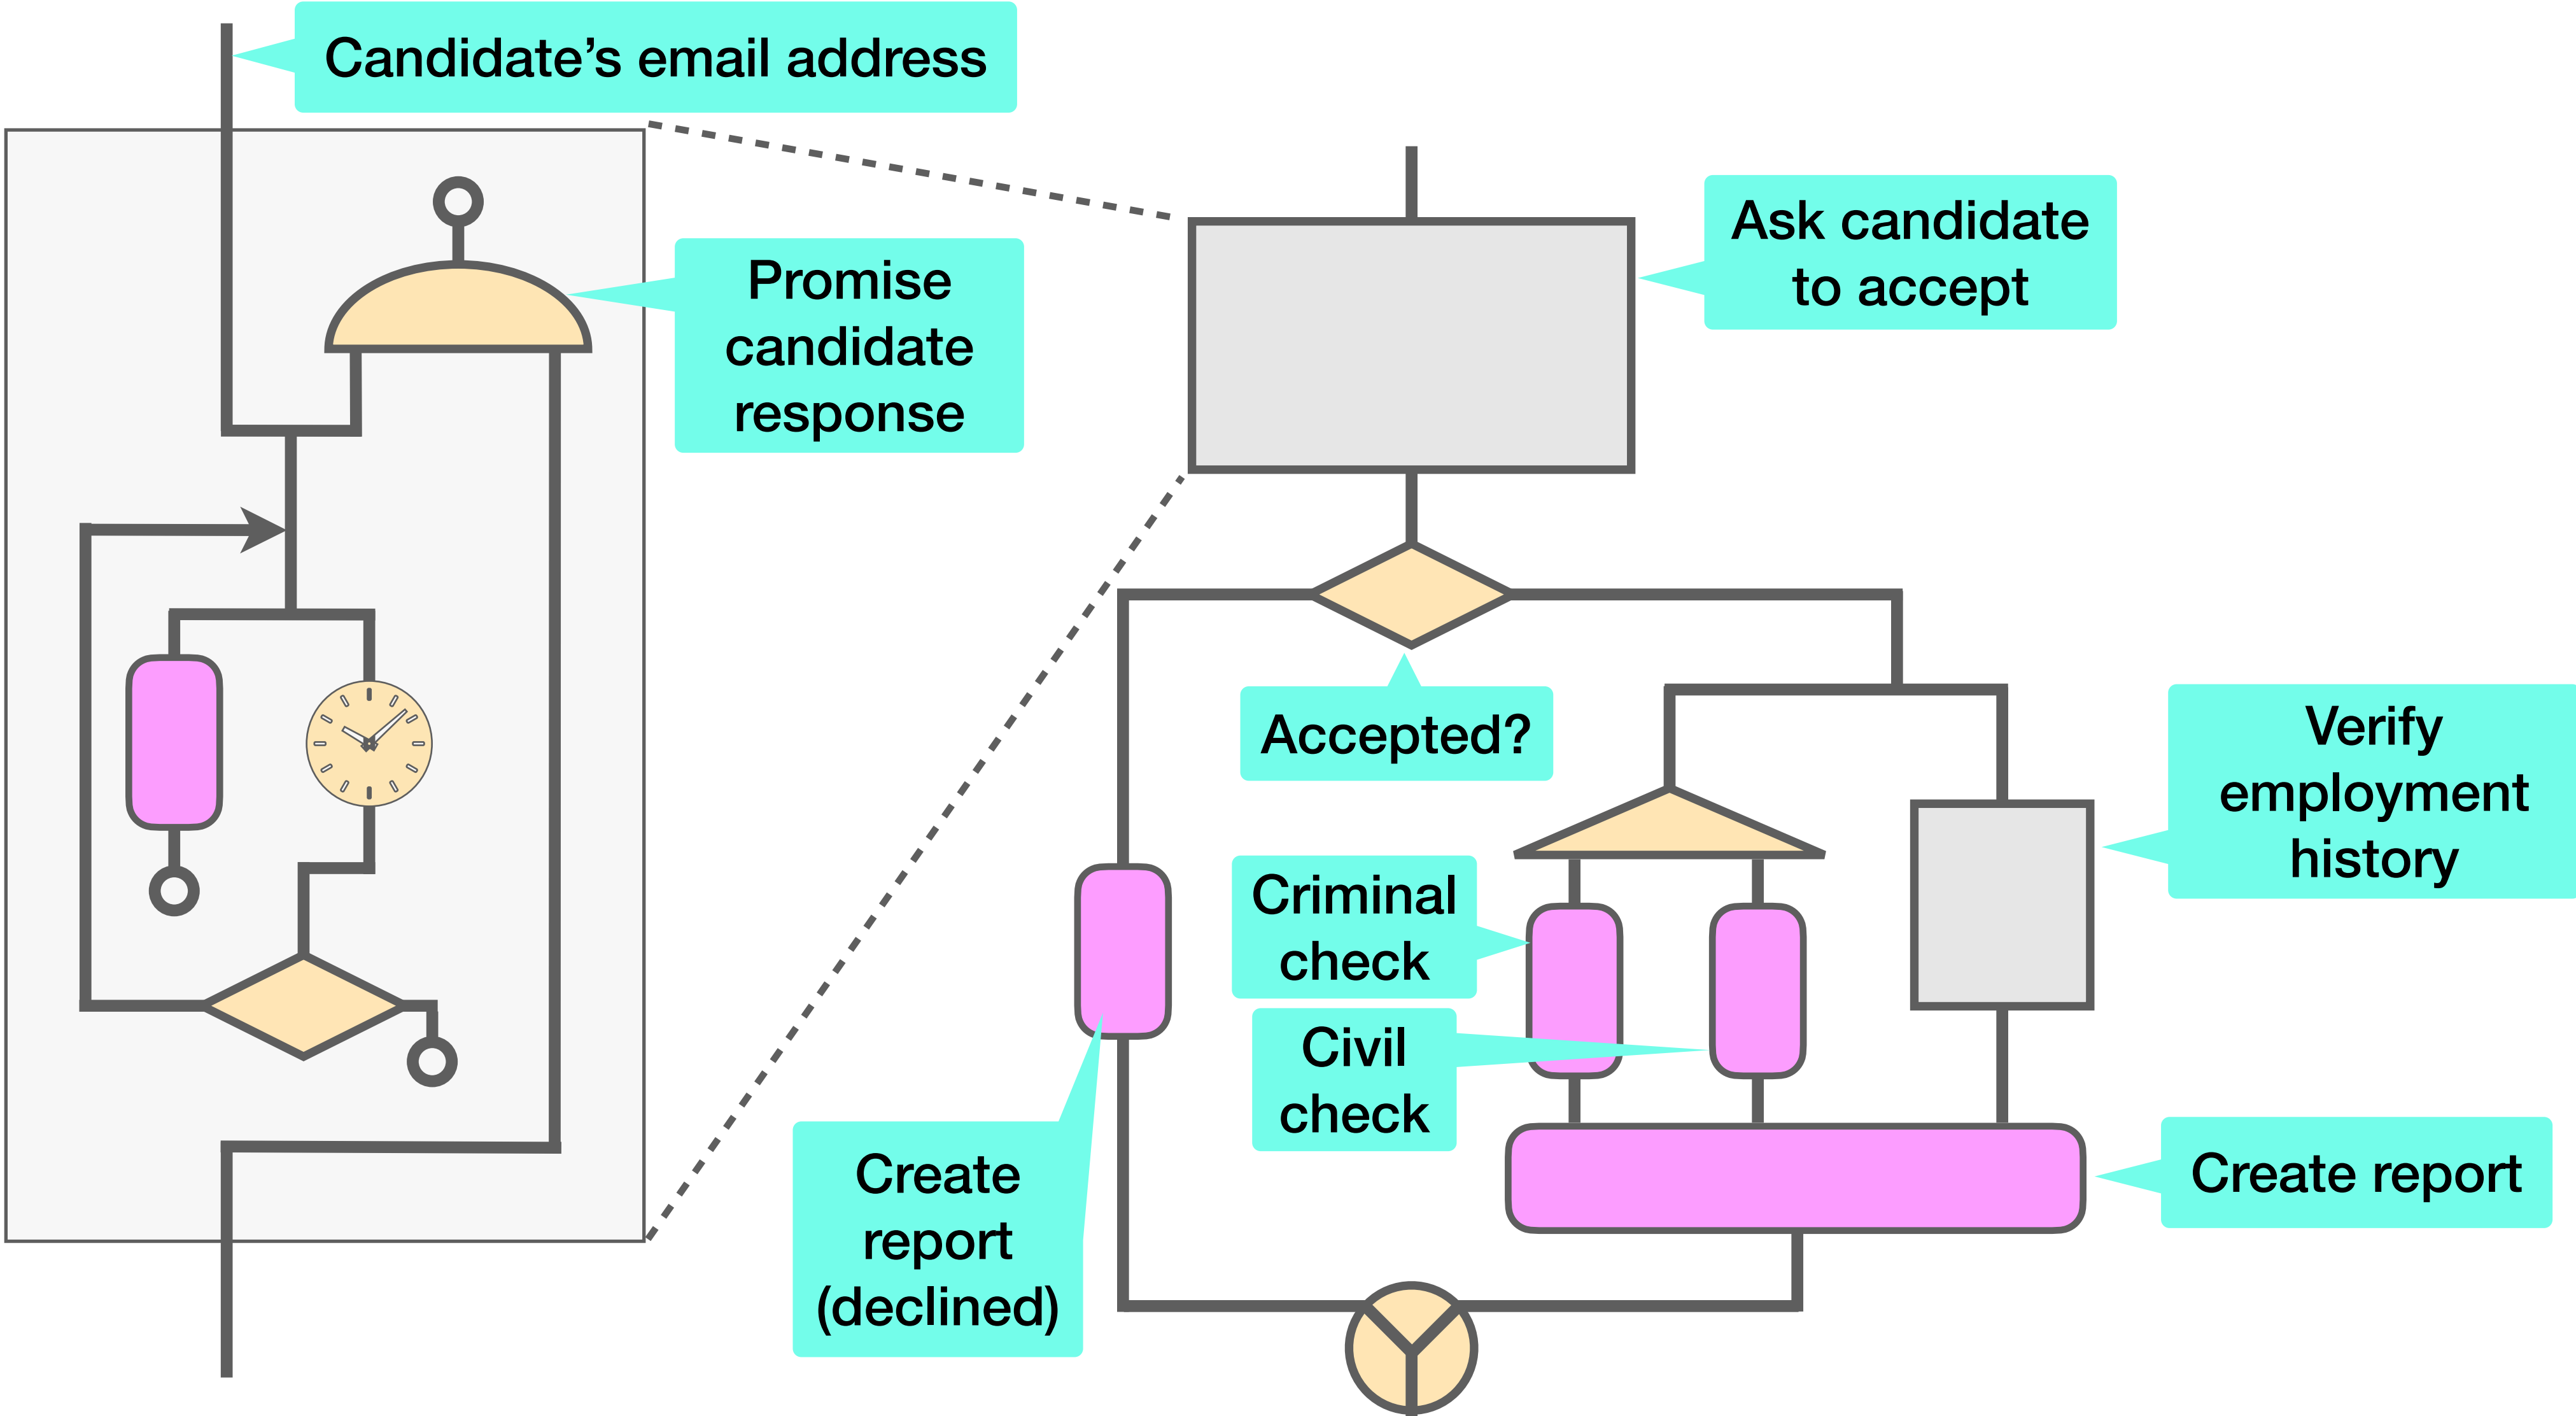 Candidate’s email address
Promise
candidate
response
Ask candidate
to accept
Accepted?
Verify
employment
history
Criminal
check
Civil
check
Create
report
(declined)
Create report